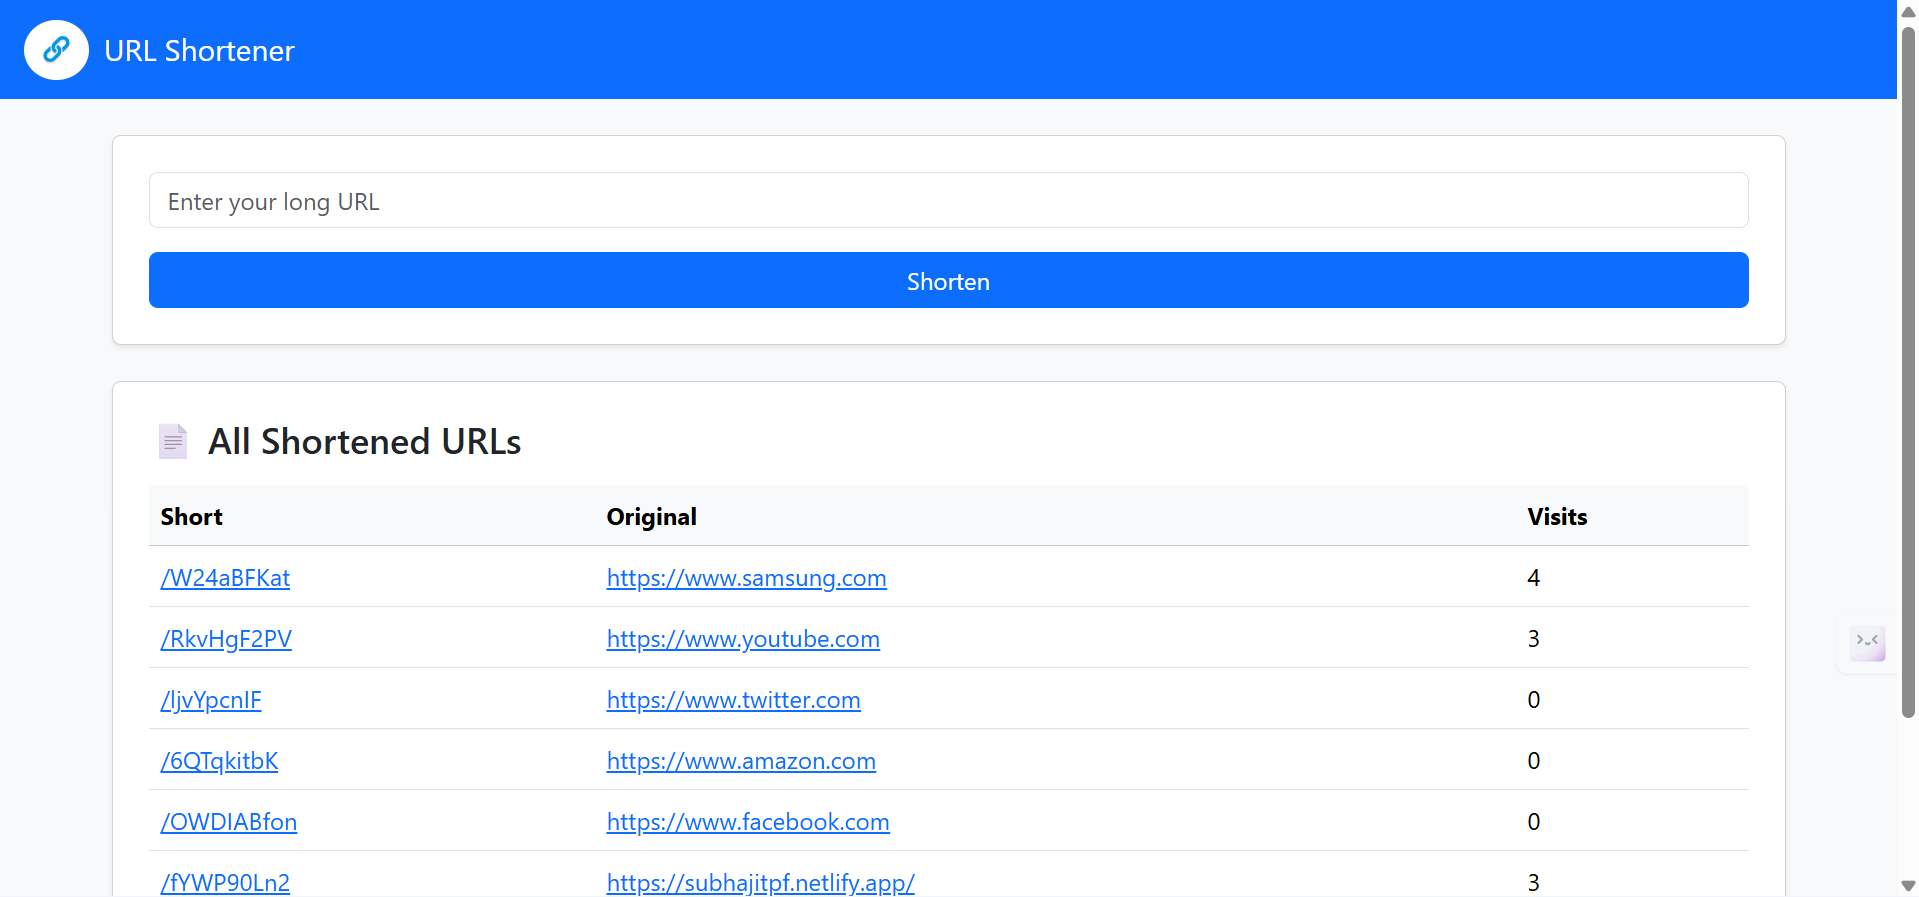 URL Shortener
Enter your long URL
Shorten
All Shortened URLs
Short Original Visits
/W24aBFKat https://www.samsung.com 4
/RkvHgF2PV https://www.youtube.com 3
/ljvYpcnIF https://www.twitter.com 0
/6QTqkitbK https://www.amazon.com 0
/OWDIABfon https://www.facebook.com 0
/fYWP90Ln2 https://subhajitpf.netlify.app/ 3